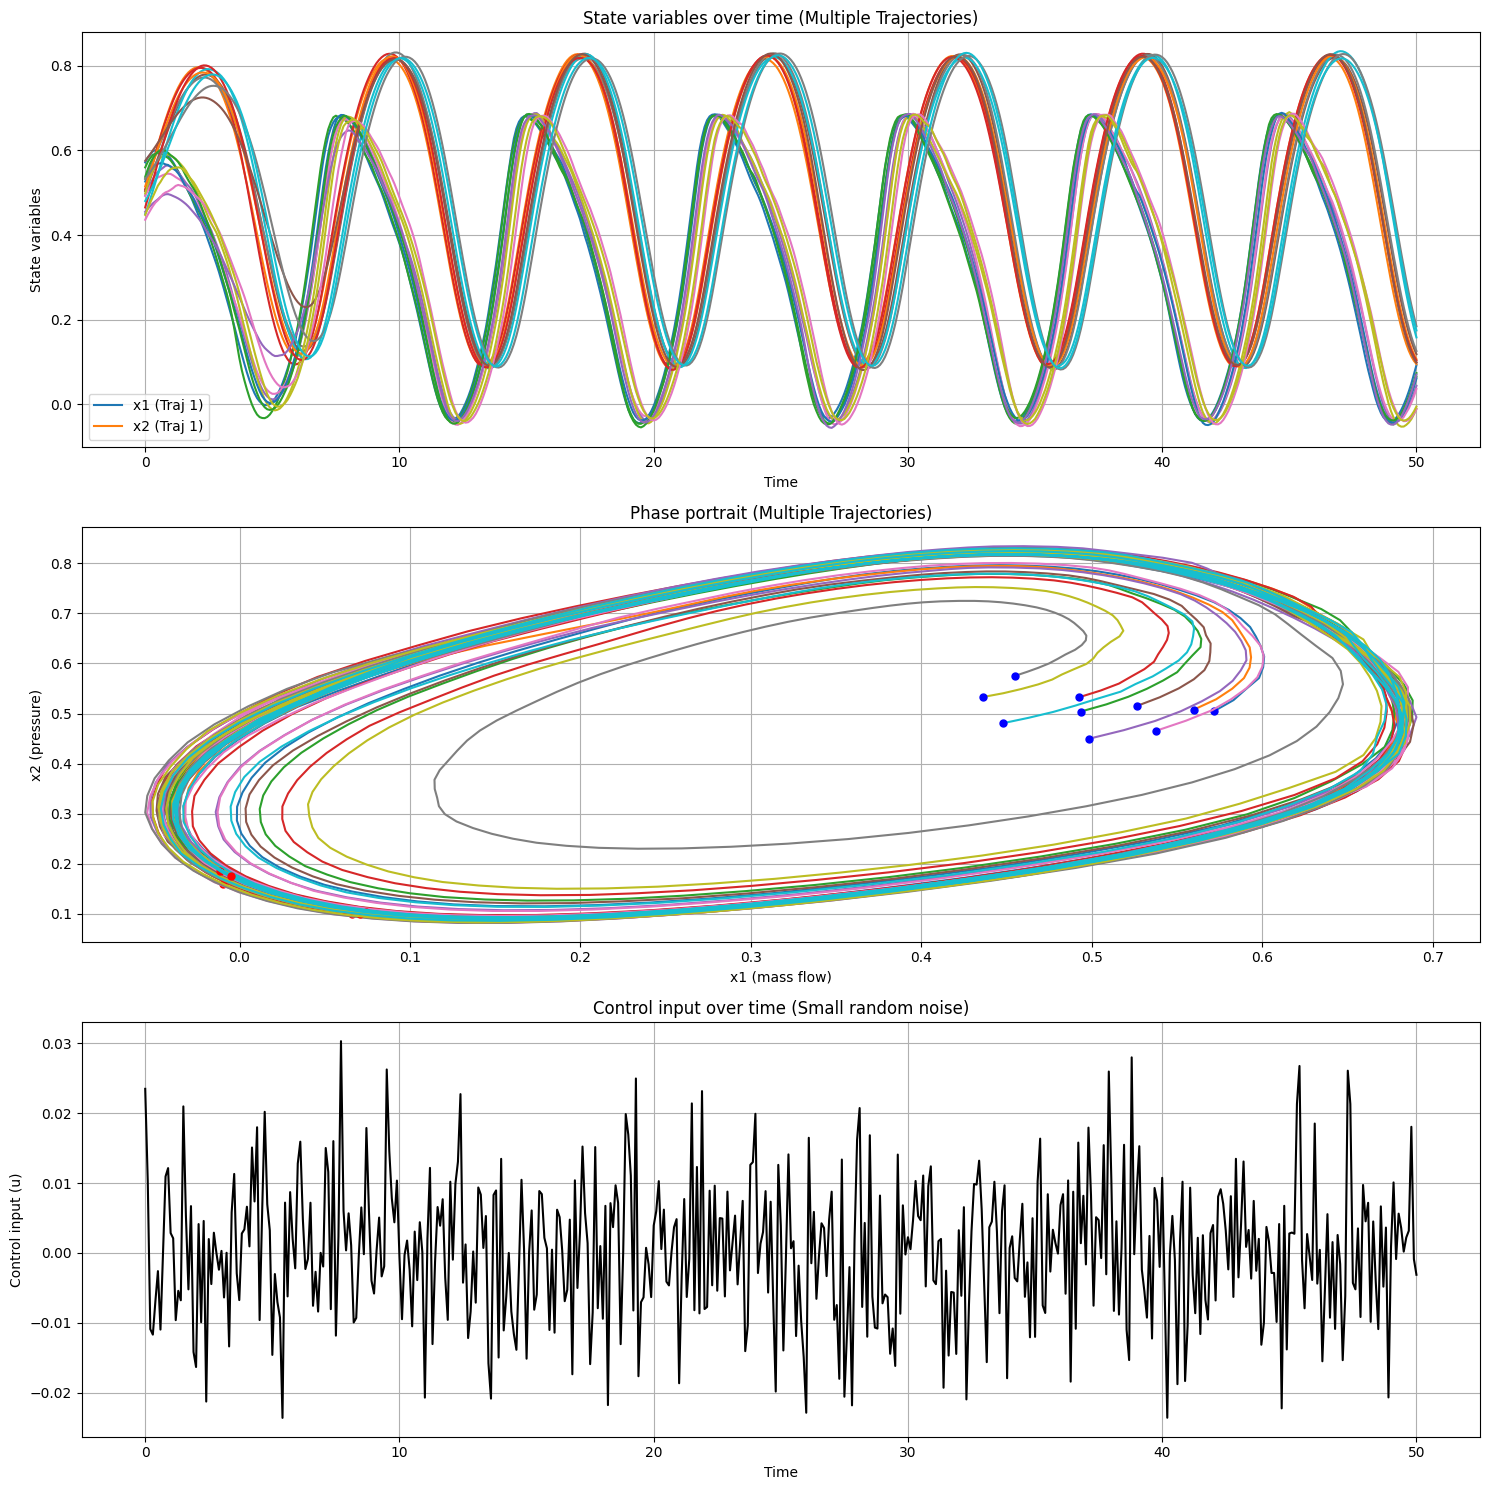 State variables over time (Multiple Trajectories)
State variables
0.8
0.6
0.4
0.2
0.0
x1 (Traj 1)
x2 (Traj 1)
0 10 20 30 40 50
Time
Phase portrait (Multiple Trajectories)
x2 (pressure)
0.8
0.7
0.6
0.5
0.4
0.3
0.2
0.1
0.0 0.1 0.2 0.3 0.4 0.5 0.6 0.7
x1 (mass flow)
Control input over time (Small random noise)
Control input (u)
0.03
0.02
0.01
0.00
−0.01
−0.02
0 10 20 30 40 50
Time